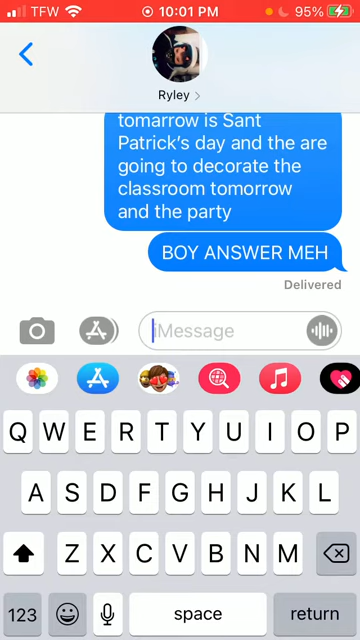 TFW 10:01 PM 95%
Ryley
tomarrow is Sant
Patrick's day and the are
going to decorate the
classroom tomorrow
and the party
BOY ANSWER MEH
Delivered
iMessage
Q W E R T Y U I O P
A S D F G H J K L
Z X C V B N M
123 space return